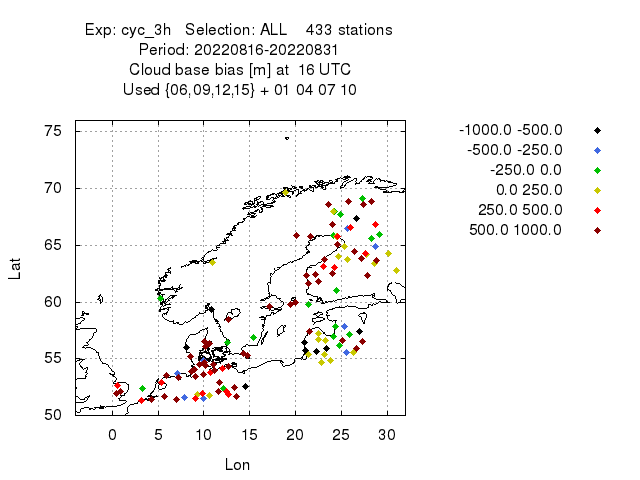 Exp: cyc_3h   Selection: ALL    433 stations
Period: 20220816-20220831
Cloud base bias [m] at  16 UTC
Used {06,09,12,15} + 01 04 07 10
-1000.0 -500.0
-500.0 -250.0
-250.0 0.0
0.0 250.0
250.0 500.0
500.0 1000.0
75
70
65
60
55
50
Lat
0 5 10 15 20 25 30
Lon